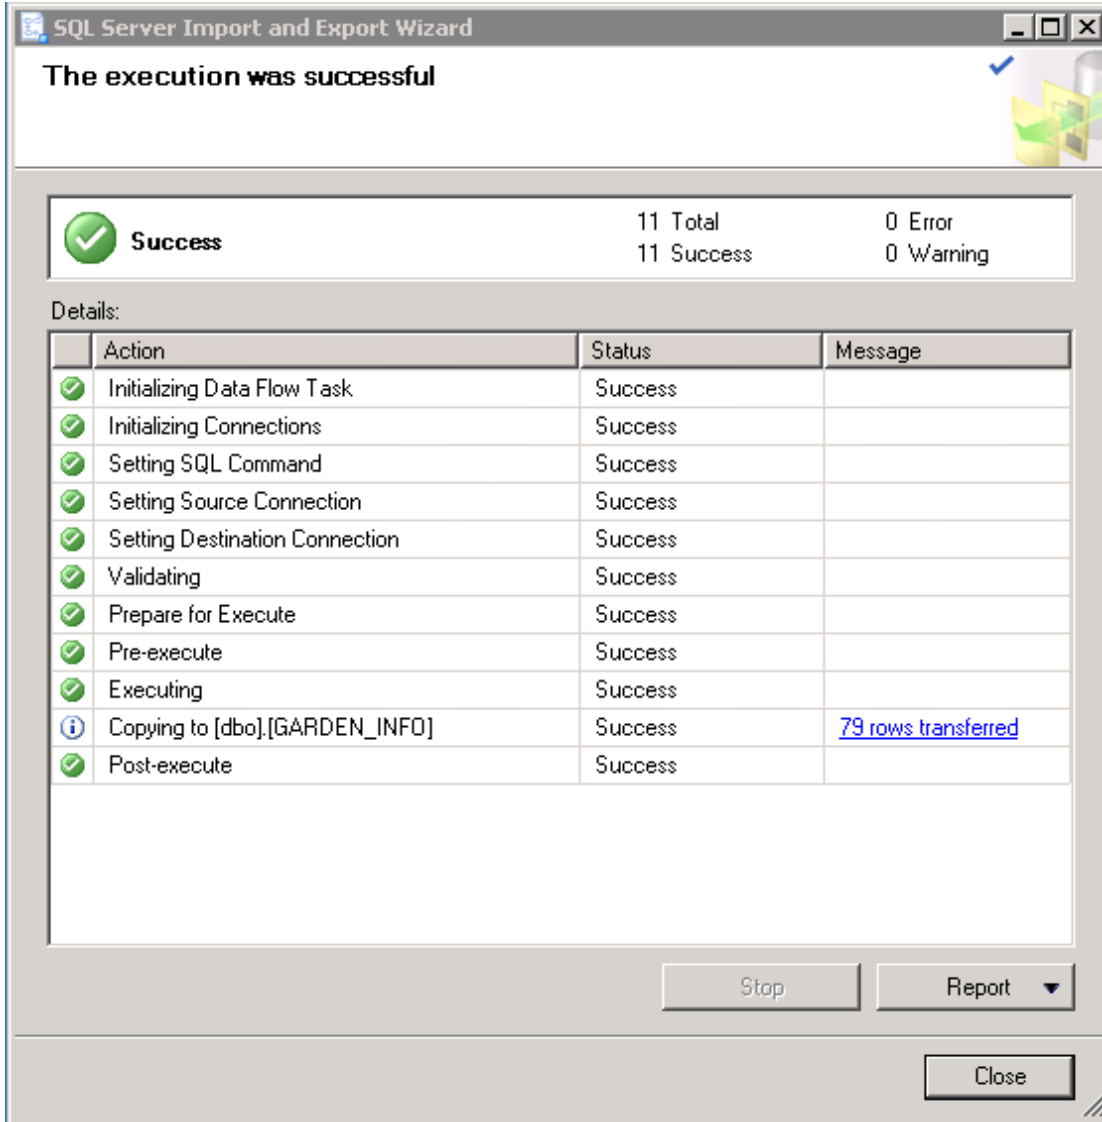 SQL Server Import and Export Wizard
The execution was successful
Success
11 Total 0 Error
11 Success 0 Warning
Details:
Action Status Message
Initializing Data Flow Task Success
Initializing Connections Success
Setting SQL Command Success
Setting Source Connection Success
Setting Destination Connection Success
Validating Success
Prepare for Execute Success
Pre-execute Success
Executing Success
Copying to [dbo].[GARDEN_INFO] Success 79 rows transferred
Post-execute Success
Stop Report
Close